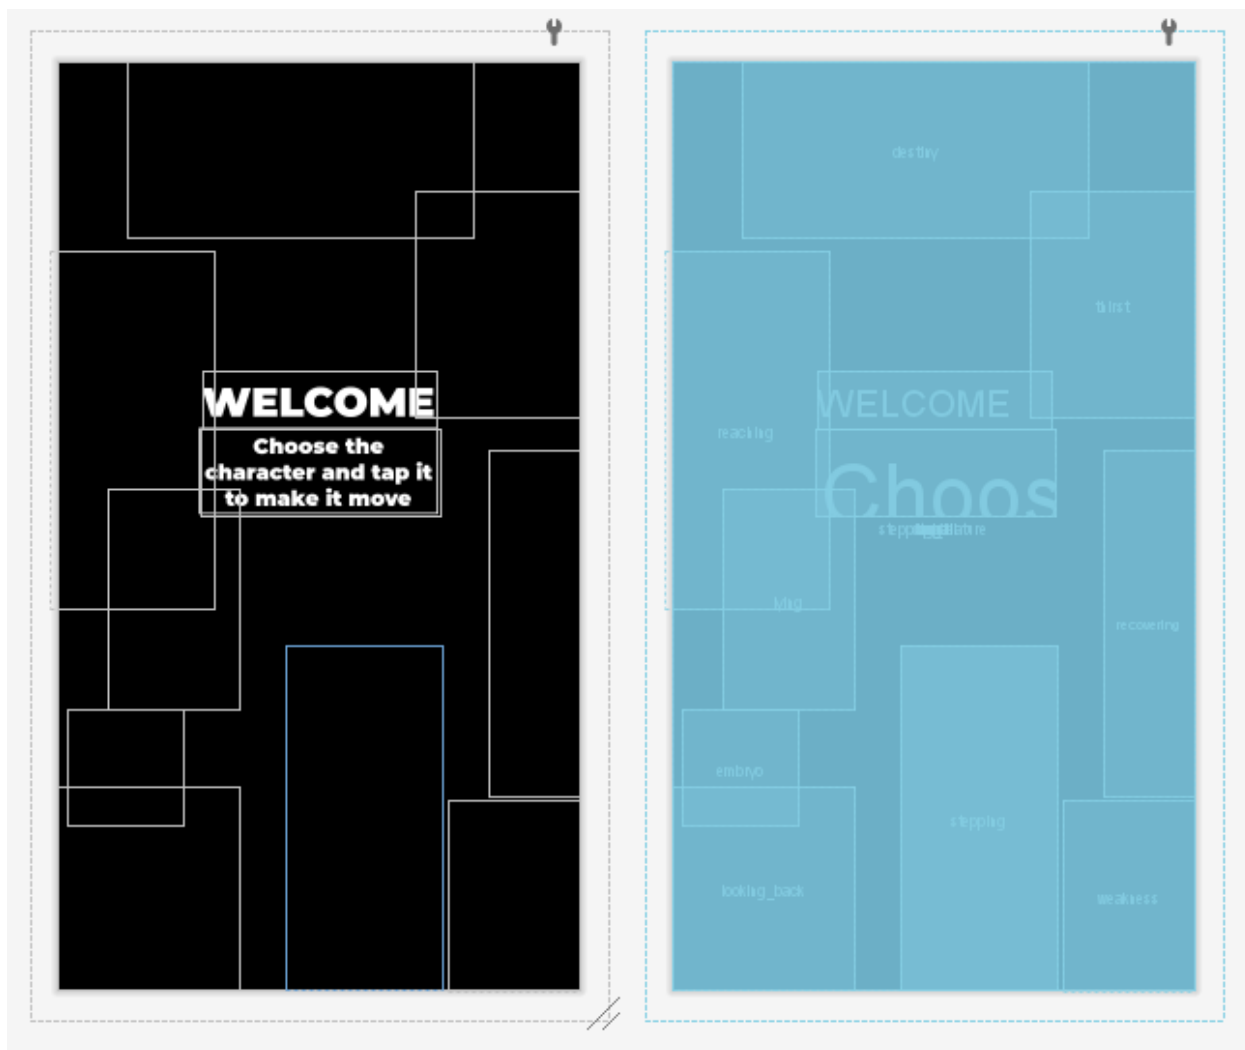 WELCOME
Choose the
character and tap it
to make it move
destiny
thirst
WELCOME
reaching
Choos
lying
recovering
embryo
stepping
looking_back
weakness